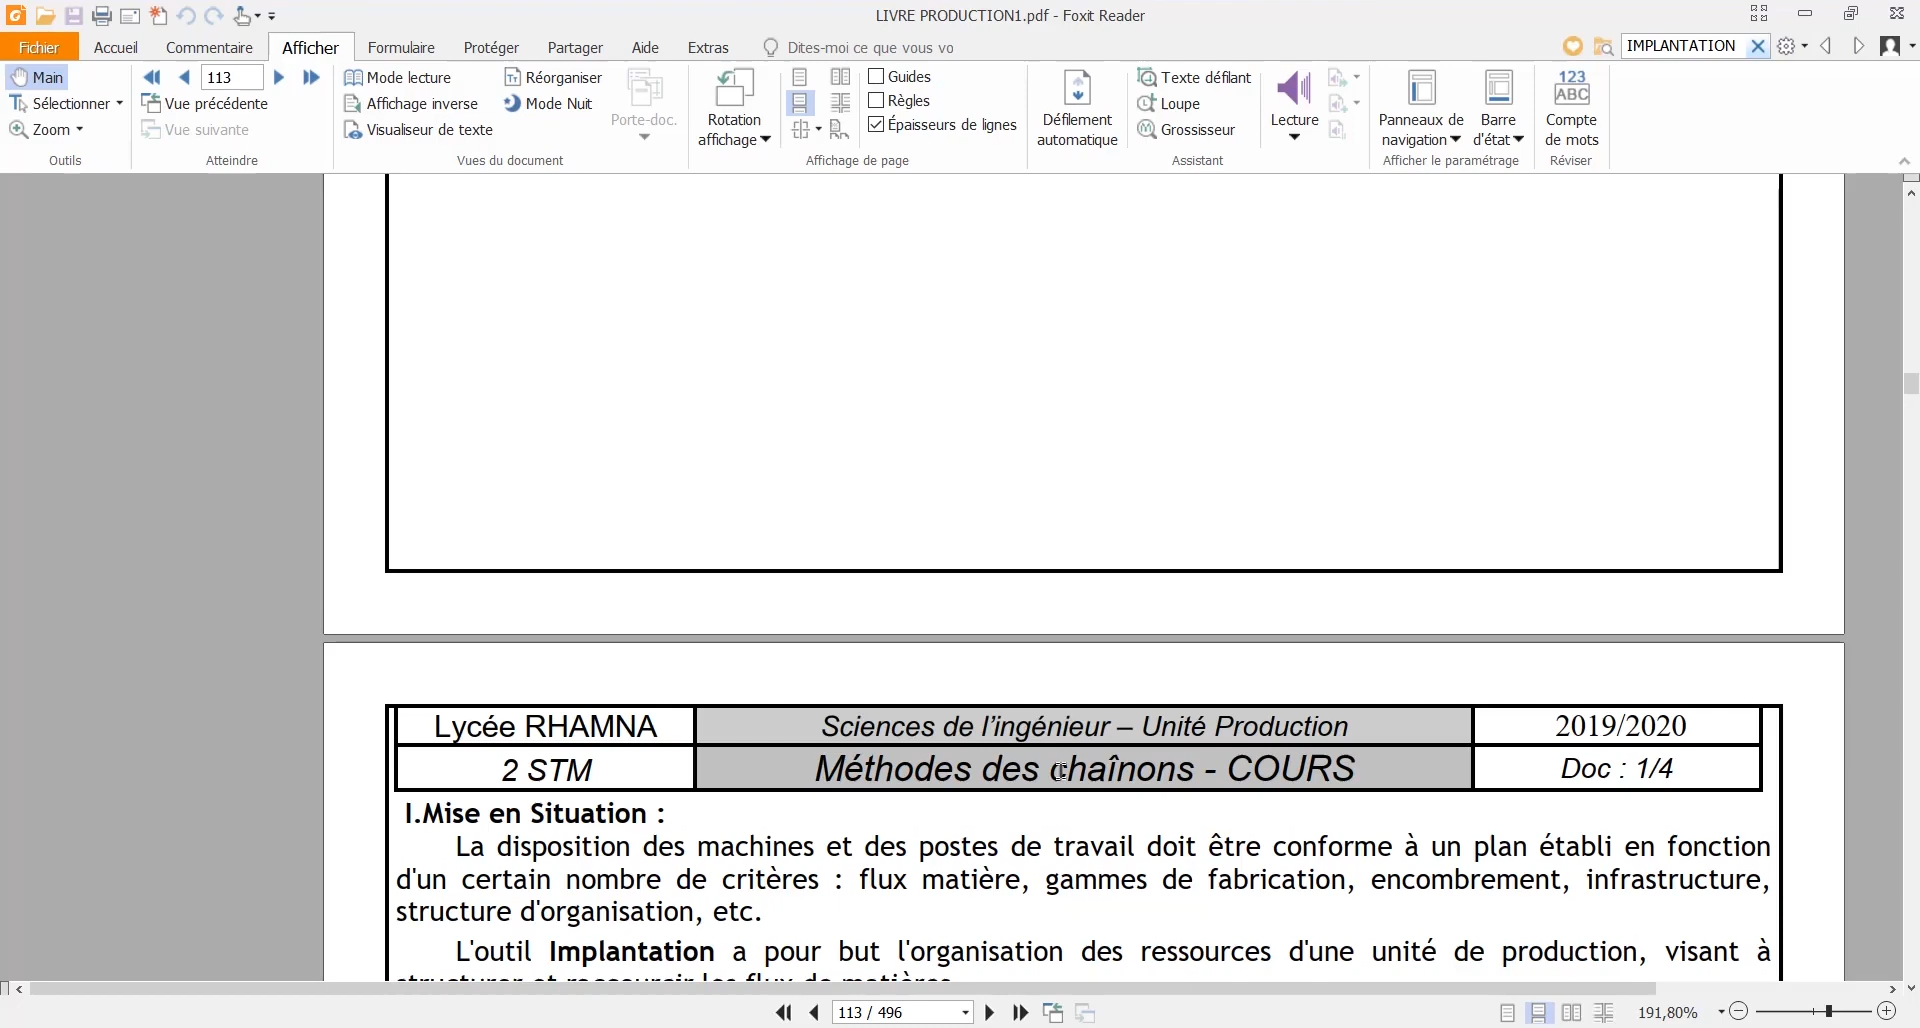 LIVRE PRODUCTION1.pdf - Foxit Reader
Fichier Accueil Commentaire Afficher Formulaire Protéger Partager Aide Extras Dites-moi ce que vous vo IMPLANTATION
Main 113 Mode lecture Réorganiser Guides Texte défilant 123
Sélectionner Vue précédente Affichage inverse Mode Nuit Règles Loupe ABC
Zoom Vue suivante Visualiseur de texte Porte-doc. Rotation affichage Épaisseurs de lignes Défilement automatique Grossisseur Lecture Panneaux de navigation Barre d'état Compte de mots
Outils Atteindre Vues du document Affichage de page Assistant Afficher le paramétrage Réviser
Lycée RHAMNA Sciences de l'ingénieur – Unité Production 2019/2020
2 STM Méthodes des chaînons - COURS Doc : 1/4
I.Mise en Situation :
La disposition des machines et des postes de travail doit être conforme à un plan établi en fonction
d'un certain nombre de critères : flux matière, gammes de fabrication, encombrement, infrastructure,
structure d'organisation, etc.
L'outil Implantation a pour but l'organisation des ressources d'une unité de production, visant à
structurer et raccourcir les flux de matières
113 / 496 191,80%